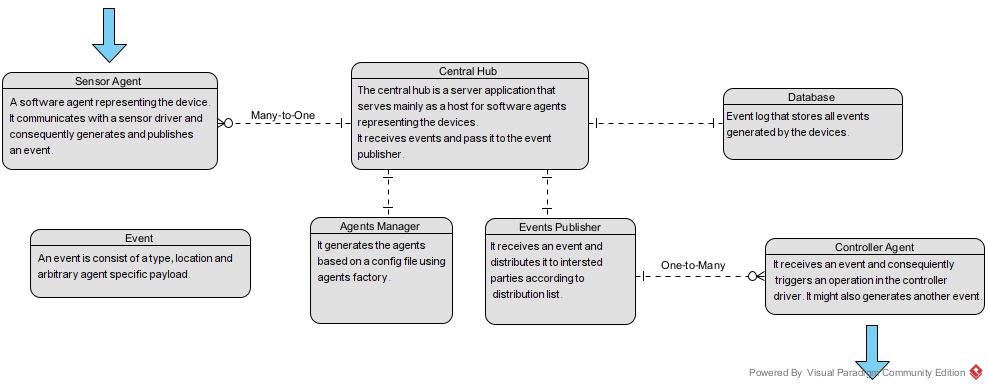 Sensor Agent
A software agent representing the device.
It communicates with a sensor driver and
consequently generates and publishes
an event.
Many-to-One
Central Hub
The central hub is a server application that
serves mainly as a host for software agents
representing the devices.
It receives events and pass it to the event
publisher.
Database
Event log that stores all events
generated by the devices.
Event
An event is consist of a type, location and
arbitrary agent specific payload.
Agents Manager
It generates the agents
based on a config file using
agents factory.
Events Publisher
It receives an event and
distributes it to intersted
parties according to
distribution list.
One-to-Many
Controller Agent
It receives an event and consequiently
triggers an operation in the controller
driver. It might also generates another event.
Powered By Visual Paradigm Community Edition